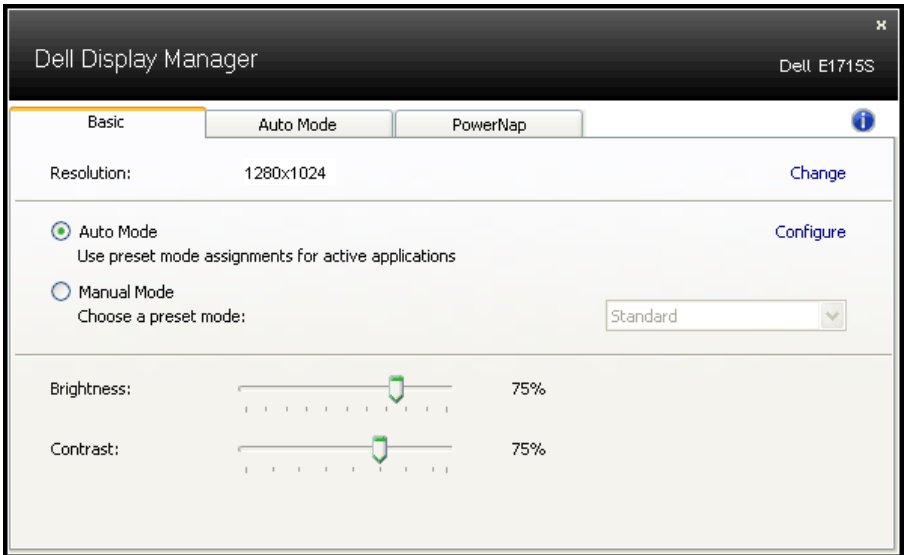 x
Dell Display Manager
Dell E1715S
Basic
Auto Mode
PowerNap
i
Resolution:
1280x1024
Change
Auto Mode
Configure
Use preset mode assignments for active applications
Manual Mode
Choose a preset mode:
Standard
Brightness:
75%
Contrast:
75%